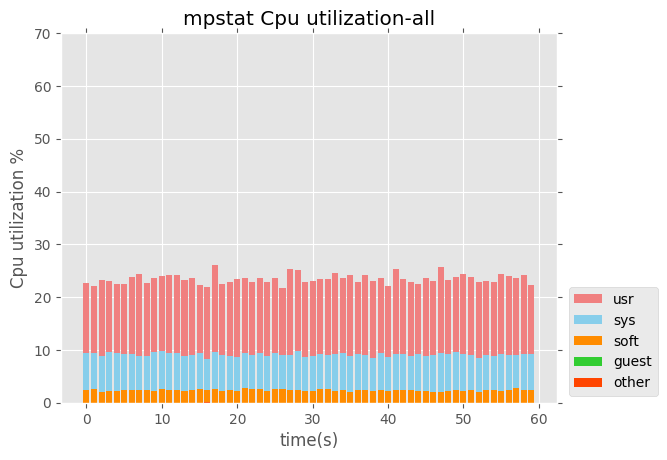 mpstat Cpu utilization-all
70
60
50
40
30
20
10
0
Cpu utilization %
0 10 20 30 40 50 60
time(s)
usr
sys
soft
guest
other